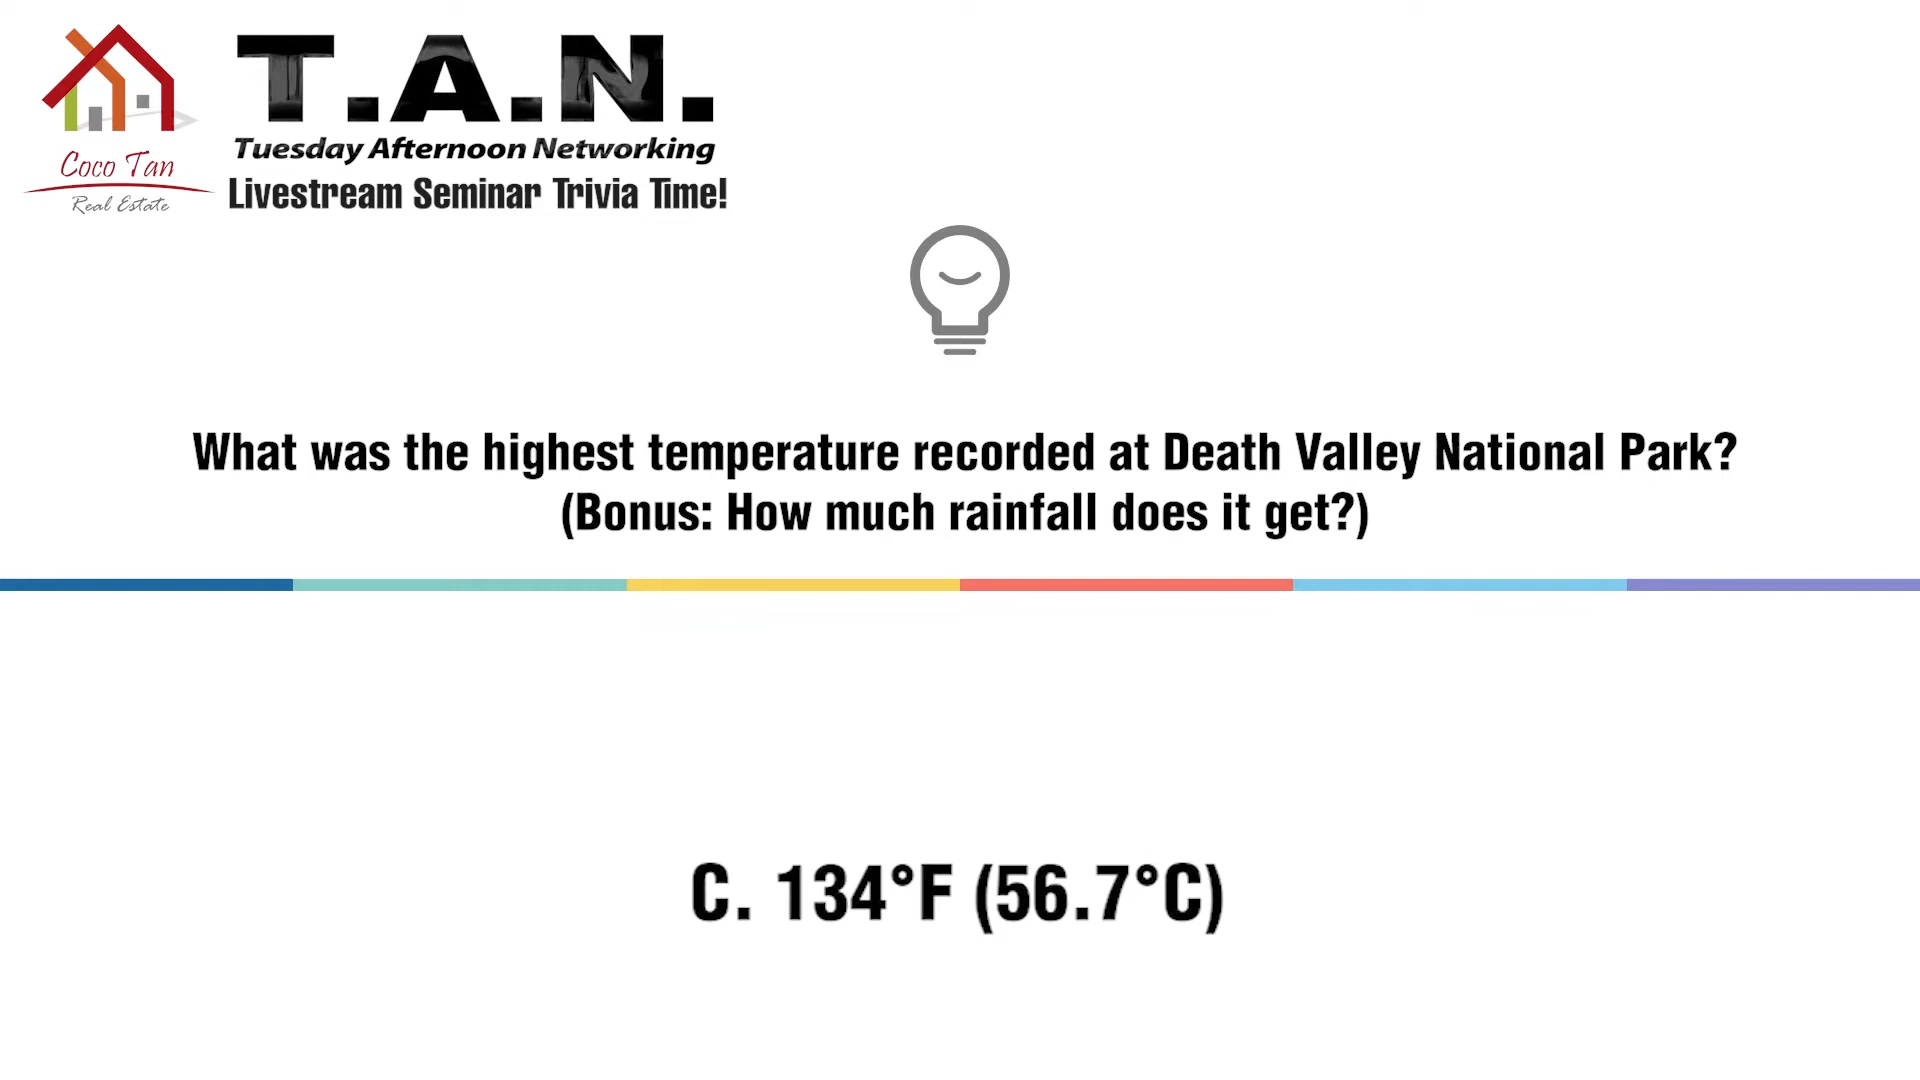 Coco Tan
Real Estate
T.A.N.
Tuesday Afternoon Networking
Livestream Seminar Trivia Time!
What was the highest temperature recorded at Death Valley National Park?
(Bonus: How much rainfall does it get?)
C. 134°F (56.7°C)